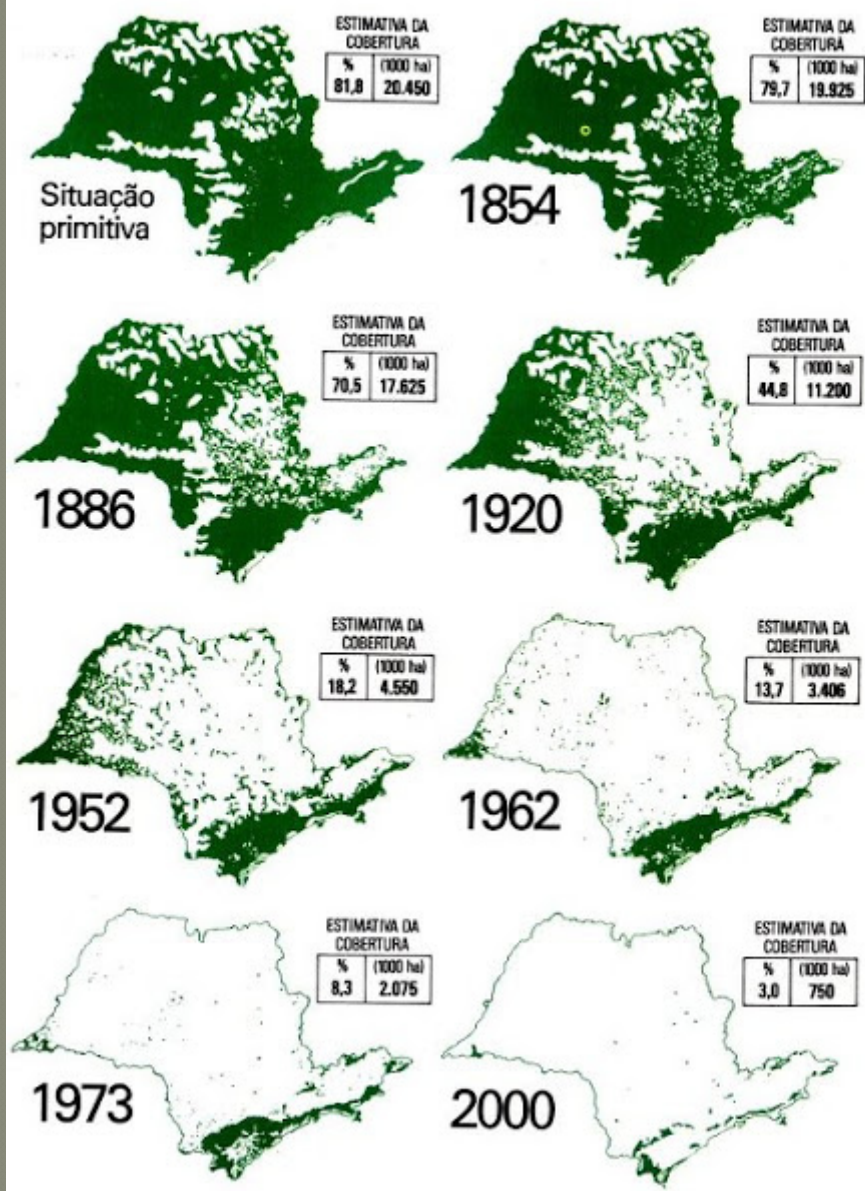 ESTIMATIVA DA
COBERTURA
% (1000 ha)
81,8 20.450
Situação
primitiva
ESTIMATIVA DA
COBERTURA
% (1000 ha)
79,7 19.925
1854
ESTIMATIVA DA
COBERTURA
% (1000 ha)
70,5 17.625
1886
ESTIMATIVA DA
COBERTURA
% (1000 ha)
44,8 11.200
1920
ESTIMATIVA DA
COBERTURA
% (1000 ha)
18,2 4.550
1952
ESTIMATIVA DA
COBERTURA
% (1000 ha)
13,7 3.406
1962
ESTIMATIVA DA
COBERTURA
% (1000 ha)
8,3 2.075
1973
ESTIMATIVA DA
COBERTURA
% (1000 ha)
3,0 750
2000